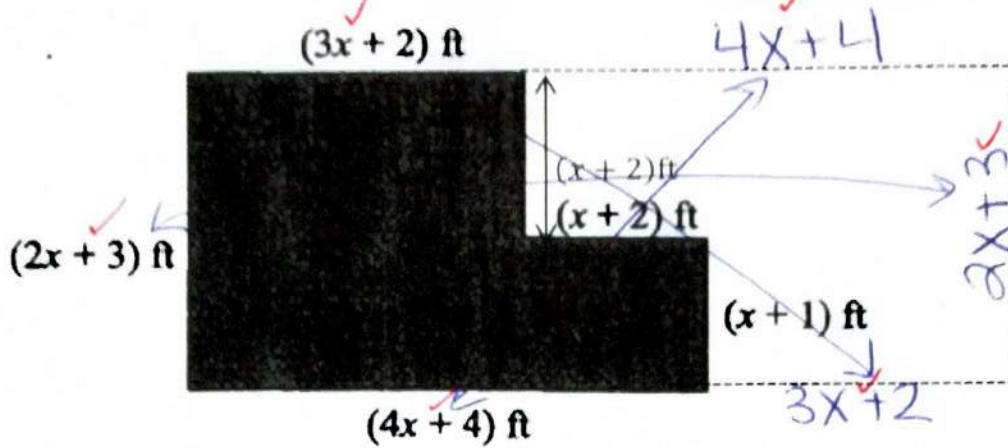 (3x + 2) ft
4x + 4
(x + 2) ft
(x + 2) ft
(2x + 3) ft
2x + 3
(x + 1) ft
3x + 2
(4x + 4) ft